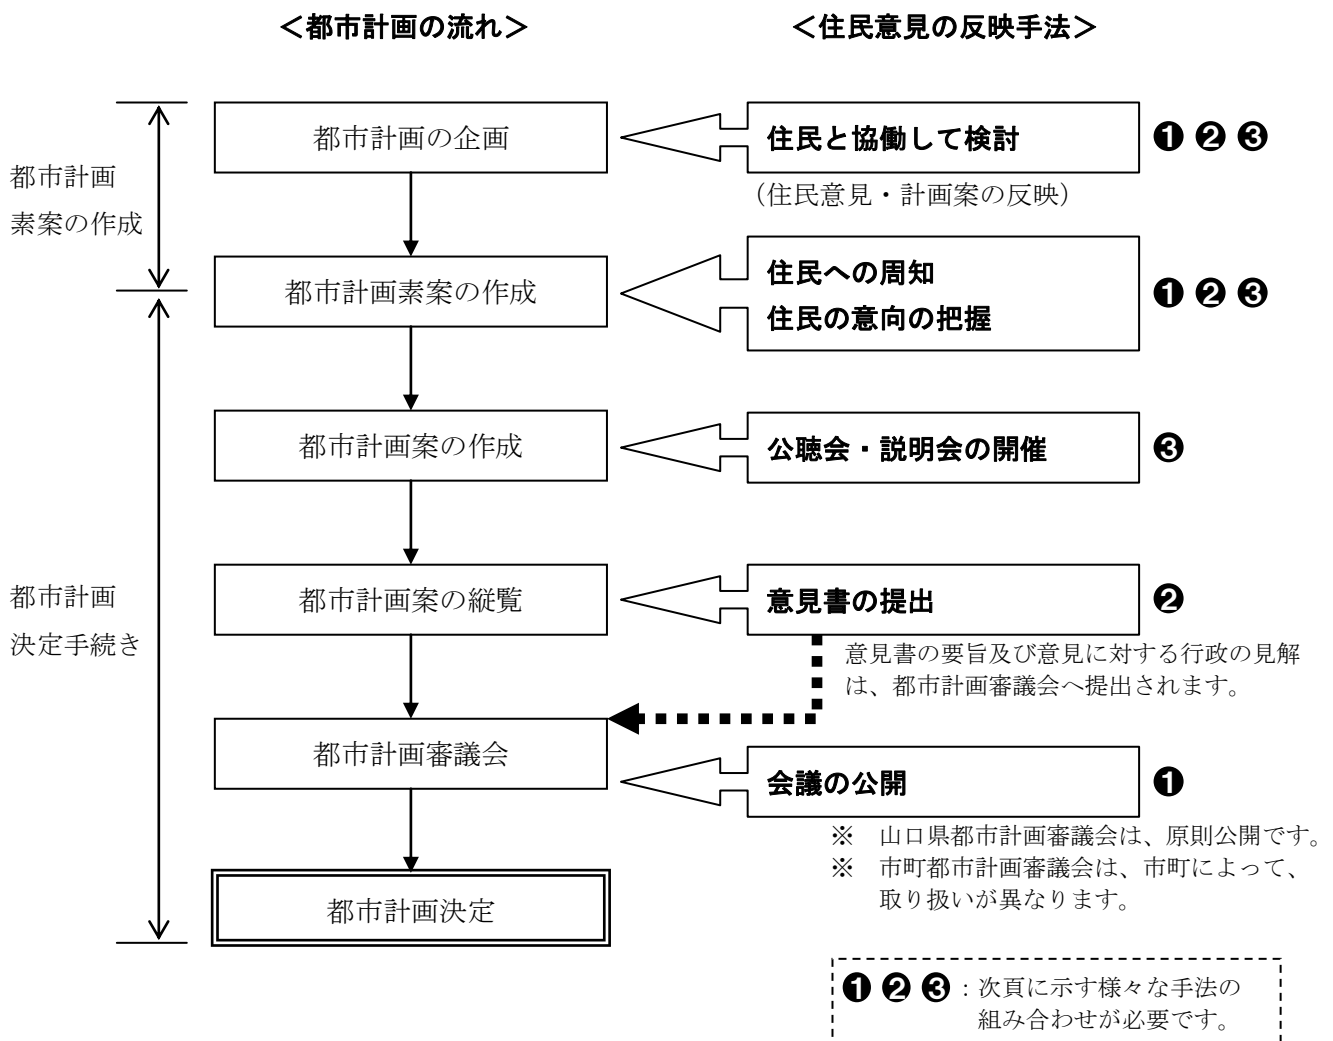 ＜都市計画の流れ＞
＜住民意見の反映手法＞
都市計画
素案の作成
都市計画の企画
住民と協働して検討
❶ ❷ ❸
（住民意見・計画案の反映）
都市計画素案の作成
住民への周知
住民の意向の把握
❶ ❷ ❸
都市計画案の作成
公聴会・説明会の開催
❸
都市計画
決定手続き
都市計画案の縦覧
意見書の提出
❷
意見書の要旨及び意見に対する行政の見解
は、都市計画審議会へ提出されます。
都市計画審議会
会議の公開
❶
※　山口県都市計画審議会は、原則公開です。
※　市町都市計画審議会は、市町によって、
取り扱いが異なります。
都市計画決定
❶ ❷ ❸：次頁に示す様々な手法の
組み合わせが必要です。